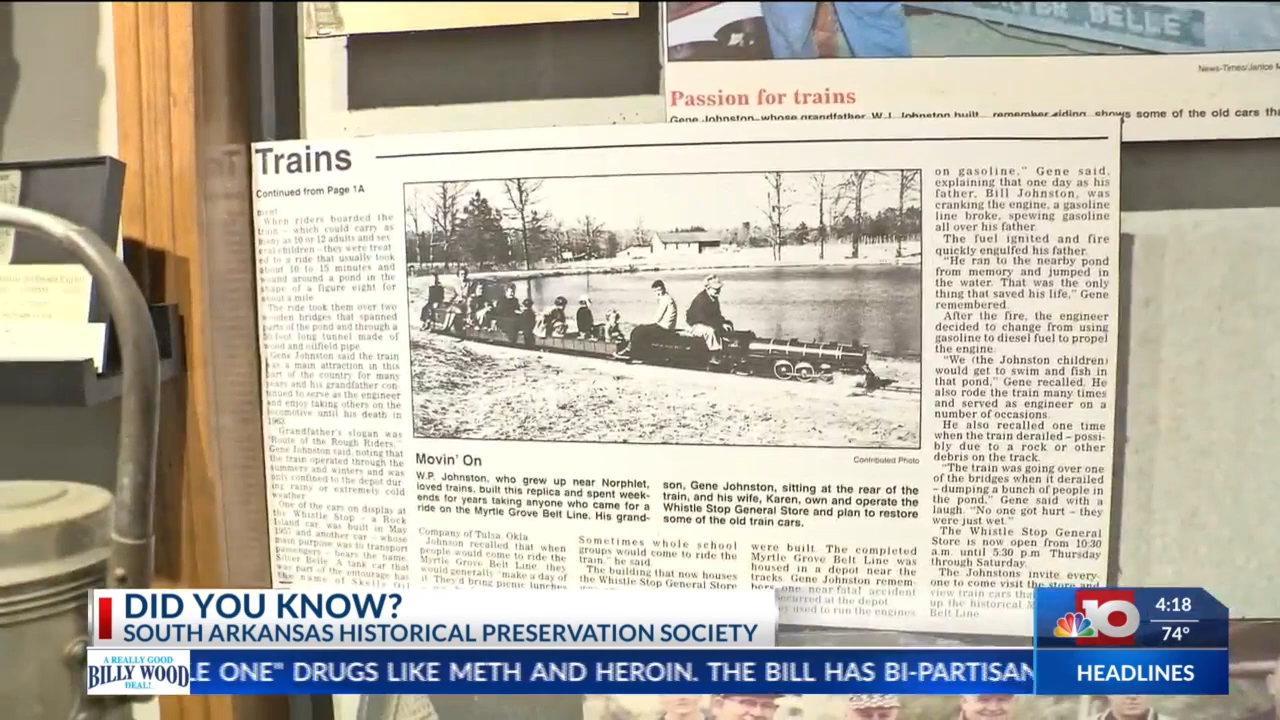 RTER BELLE
News-Times/Janice M
Passion for trains
Gene Johnston, whose grandfather W.J. Johnston built, remember riding, shows some of the old cars tha
Trains
Continued from Page 1A
ment
When riders boarded the
train – which could carry as
many as 10 or 12 adults and sev
eral children – they were treat
ed to a ride that usually took
about 10 to 15 minutes and
wound around a pond in the
shape of a figure eight for
about a mile
The ride took them over two
wooden bridges that spanned
parts of the pond and through a
foot long tunnel made of
wood and oilfield pipe
Gene Johnston said the train
was a main attraction in this
part of the country for many
years and his grandfather con
tinued to serve as the engineer
and enjoy taking others on the
locomotive until his death in
Grandfather's slogan was
"Route of the Rough Riders,"
Gene Johnston said, noting that
the train operated through the
summers and winters and was
only confined to the depot dur
ing rainy or extremely cold
weather
One of the cars on display at
the Whistle Stop – a Rock
Island car, was built in May
1957 and another car – whose
main purpose was to transport
passengers – bears the name,
Silver Belle. A tank car that
was part of the entourage has
the name of Skelly Oil
Movin' On
Contributed Photo
W.P. Johnston, who grew up near Norphlet,
loved trains, built this replica and spent week-
ends for years taking anyone who came for a
ride on the Myrtle Grove Belt Line. His grand-
son, Gene Johnston, sitting at the rear of the
train, and his wife, Karen, own and operate the
Whistle Stop General Store and plan to restore
some of the old train cars.
Company of Tulsa, Okla
Johnson recalled that when
people would come to ride the
Myrtle Grove Belt Line, they
would generally "make a day of
it. They'd bring picnic lunches
Sometimes whole school
groups would come to ride the
train," he said.
The building that now houses
the Whistle Stop General Store
were built. The completed
Myrtle Grove Belt Line was
housed in a depot near the
tracks. Gene Johnston remem-
bers one near-fatal accident
occurred at the depot
they used to run the engines
on gasoline," Gene said,
explaining that one day as his
father, Bill Johnston, was
cranking the engine, a gasoline
line broke, spewing gasoline
all over his father.
The fuel ignited and fire
quickly engulfed his father.
"He ran to the nearby pond
from memory and jumped in
the water. That was the only
thing that saved his life," Gene
remembered.
After the fire, the engineer
decided to change from using
gasoline to diesel fuel to propel
the engine.
"We (the Johnston children)
would get to swim and fish in
that pond," Gene recalled. He
also rode the train many times
and served as engineer on a
number of occasions.
He also recalled one time
when the train derailed – possi-
bly due to a rock or other
debris on the track.
"The train was going over one
of the bridges when it derailed
– dumping a bunch of people in
the pond," Gene said with a
laugh. "No one got hurt – they
were just wet."
The Whistle Stop General
Store is now open from 10:30
a.m. until 5:30 p.m. Thursday
through Saturday.
The Johnstons invite every-
one to come visit the store and
view train cars tha
up the historical M
Belt Line.
DID YOU KNOW?
SOUTH ARKANSAS HISTORICAL PRESERVATION SOCIETY
10
4:18
74°
A REALLY GOOD
BILLY WOOD
DEAL!
LE ONE" DRUGS LIKE METH AND HEROIN. THE BILL HAS BI-PARTISAN
HEADLINES